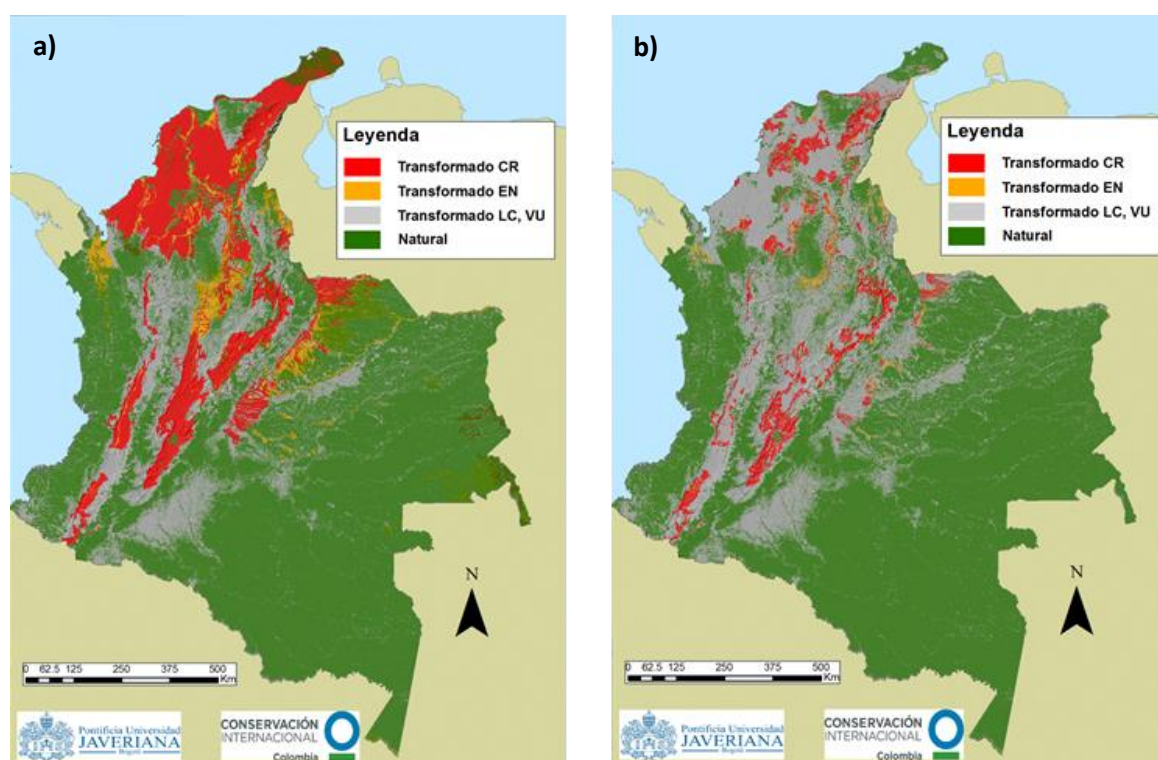 a)
Leyenda
Transformado CR
Transformado EN
Transformado LC, VU
Natural
N
0 62.5 125 250 375 500
Km
Pontificia Universidad
JAVERIANA
Bogotá
CONSERVACIÓN
INTERNACIONAL
Colombia
b)
Leyenda
Transformado CR
Transformado EN
Transformado LC, VU
Natural
N
0 62.5 125 250 375 500
Km
Pontificia Universidad
JAVERIANA
Bogotá
CONSERVACIÓN
INTERNACIONAL
Colombia